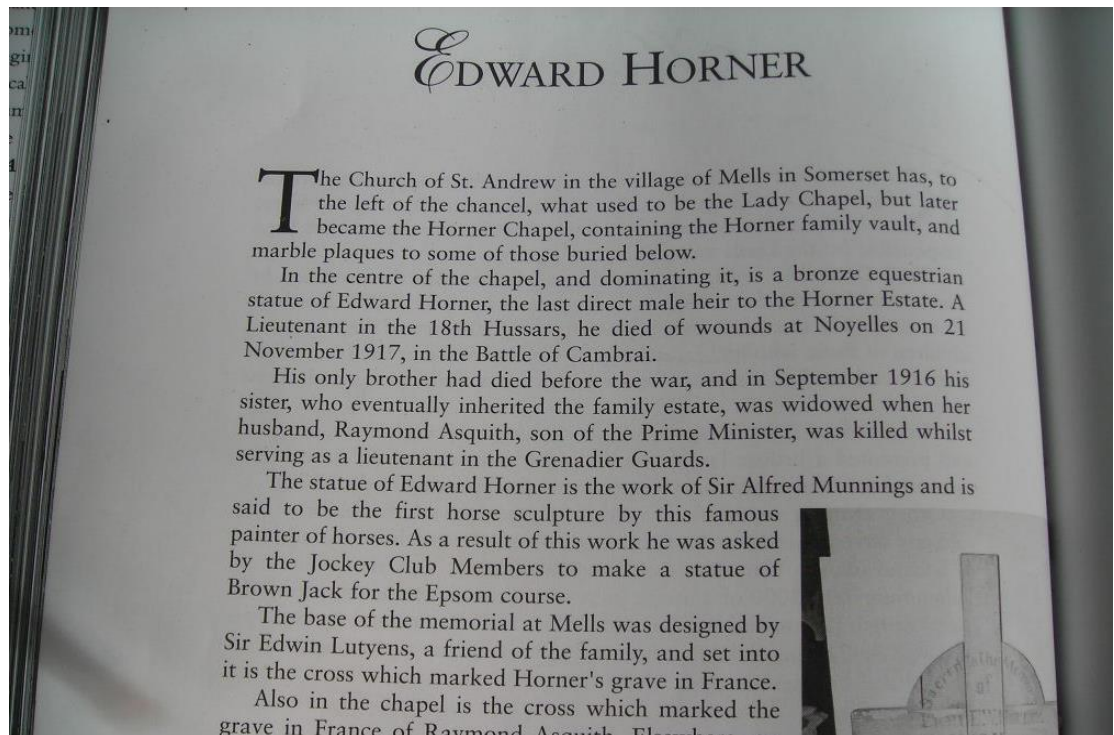 EDWARD HORNER
The Church of St. Andrew in the village of Mells in Somerset has, to
the left of the chancel, what used to be the Lady Chapel, but later
became the Horner Chapel, containing the Horner family vault, and
marble plaques to some of those buried below.
In the centre of the chapel, and dominating it, is a bronze equestrian
statue of Edward Horner, the last direct male heir to the Horner Estate. A
Lieutenant in the 18th Hussars, he died of wounds at Noyelles on 21
November 1917, in the Battle of Cambrai.
His only brother had died before the war, and in September 1916 his
sister, who eventually inherited the family estate, was widowed when her
husband, Raymond Asquith, son of the Prime Minister, was killed whilst
serving as a lieutenant in the Grenadier Guards.
The statue of Edward Horner is the work of Sir Alfred Munnings and is
said to be the first horse sculpture by this famous
painter of horses. As a result of this work he was asked
by the Jockey Club Members to make a statue of
Brown Jack for the Epsom course.
The base of the memorial at Mells was designed by
Sir Edwin Lutyens, a friend of the family, and set into
it is the cross which marked Horner's grave in France.
Also in the chapel is the cross which marked the
grave in France of Raymond Asquith.
Sacred to the Memory
of